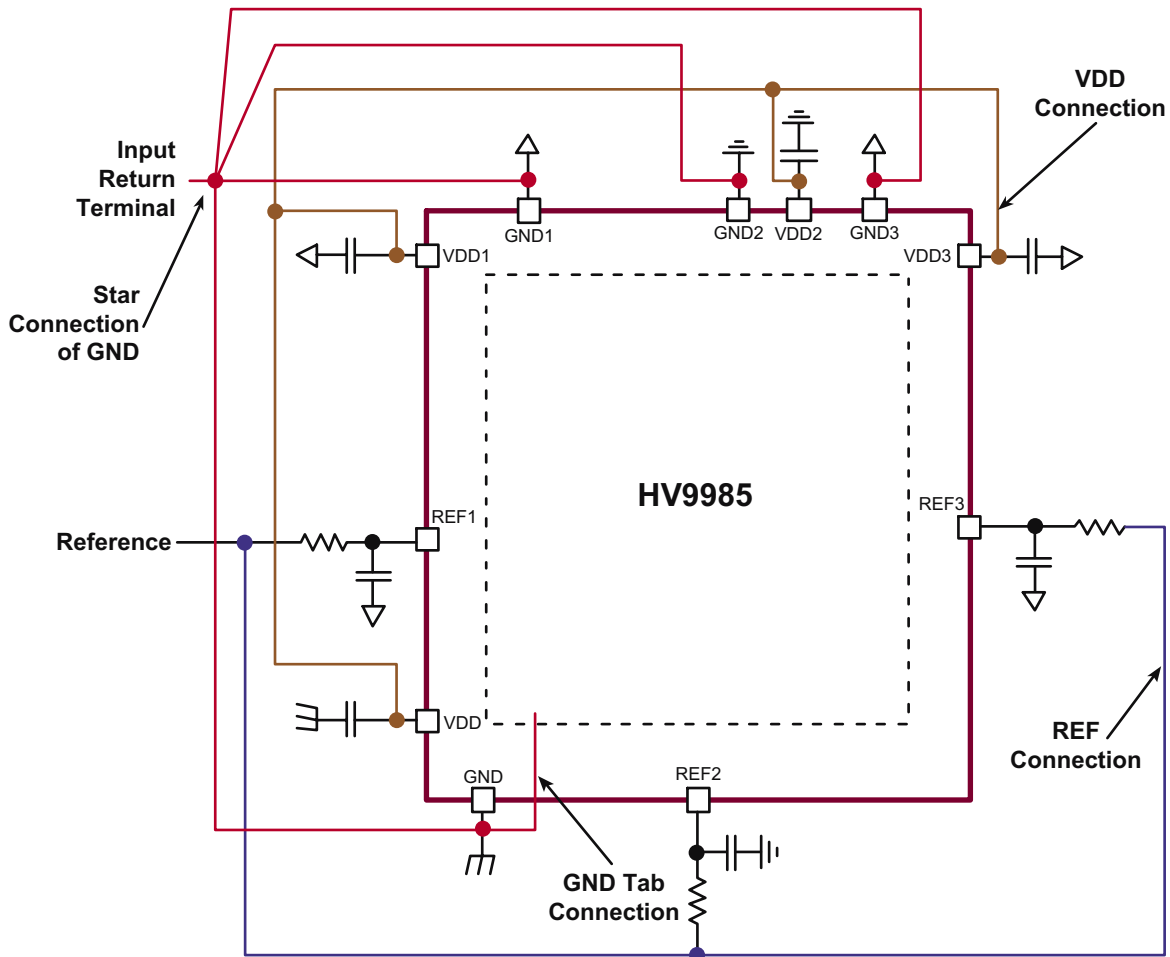 VDD
Connection
Input
Return
Terminal
GND1
GND2
VDD2
GND3
VDD1
VDD3
Star
Connection
of GND
HV9985
REF1
REF3
Reference
VDD
REF
Connection
GND
REF2
GND Tab
Connection